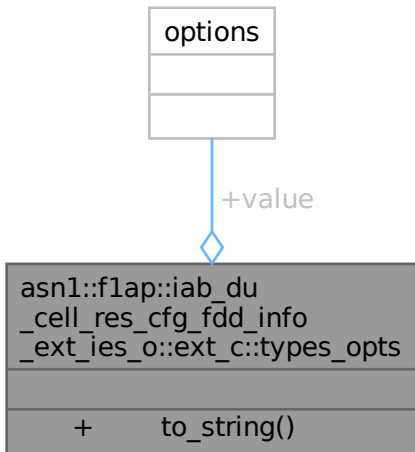 options
+value
asn1::f1ap::iab_du
_cell_res_cfg_fdd_info
_ext_ies_o::ext_c::types_opts
+ to_string()